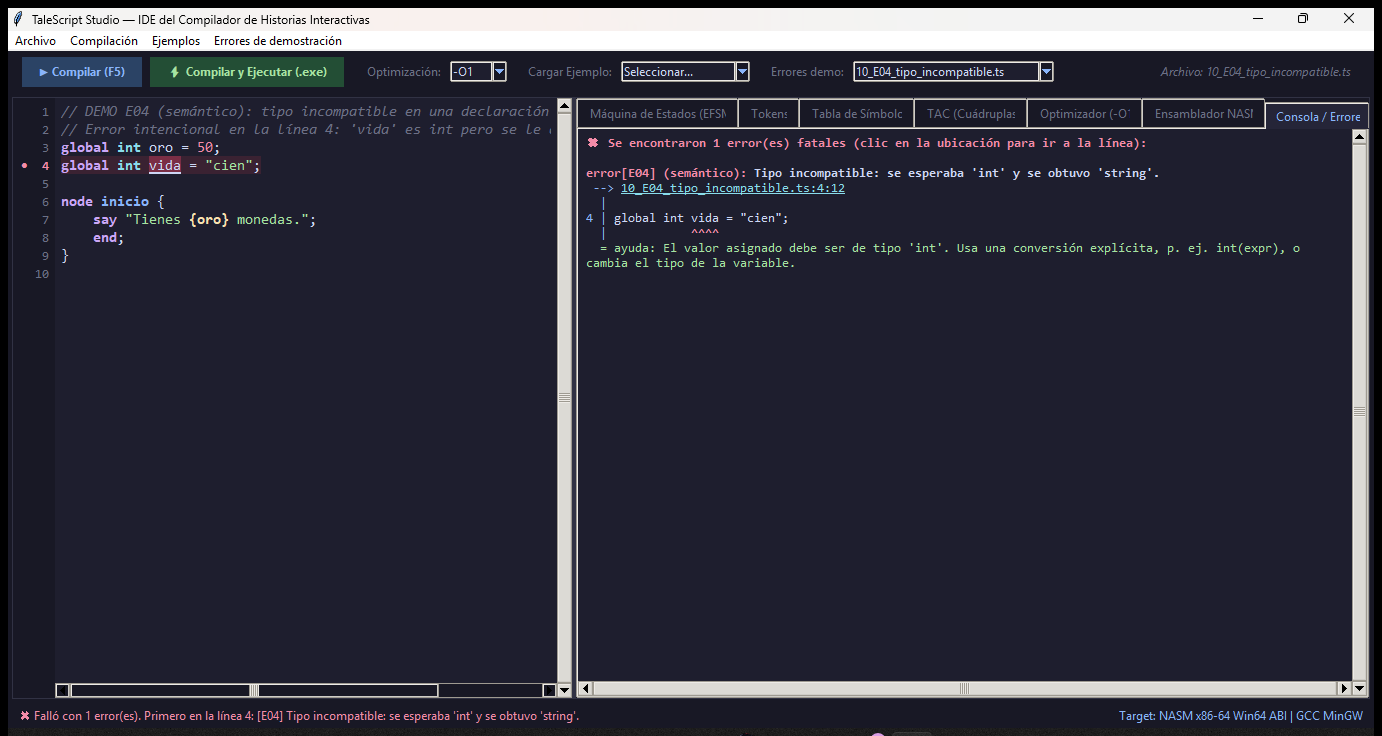 TaleScript Studio — IDE del Compilador de Historias Interactivas
Archivo Compilación Ejemplos Errores de demostración
▶ Compilar (F5) ⚡ Compilar y Ejecutar (.exe) Optimización: -O1 Cargar Ejemplo: Seleccionar... Errores demo: 10_E04_tipo_incompatible.ts Archivo: 10_E04_tipo_incompatible.ts
1 // DEMO E04 (semántico): tipo incompatible en una declaración
2 // Error intencional en la línea 4: 'vida' es int pero se le
3 global int oro = 50;
4 global int vida = "cien";
5
6 node inicio {
7 say "Tienes {oro} monedas.";
8 end;
9 }
10
Máquina de Estados (EFSM Tokens Tabla de Símbolc TAC (Cuádruplas Optimizador (-O Ensamblador NASM Consola / Errore
✖ Se encontraron 1 error(es) fatales (clic en la ubicación para ir a la línea):
error[E04] (semántico): Tipo incompatible: se esperaba 'int' y se obtuvo 'string'.
--> 10_E04_tipo_incompatible.ts:4:12
|
4 | global int vida = "cien";
| ^^^^
= ayuda: El valor asignado debe ser de tipo 'int'. Usa una conversión explícita, p. ej. int(expr), o
cambia el tipo de la variable.
✖ Falló con 1 error(es). Primero en la línea 4: [E04] Tipo incompatible: se esperaba 'int' y se obtuvo 'string'.
Target: NASM x86-64 Win64 ABI | GCC MinGW